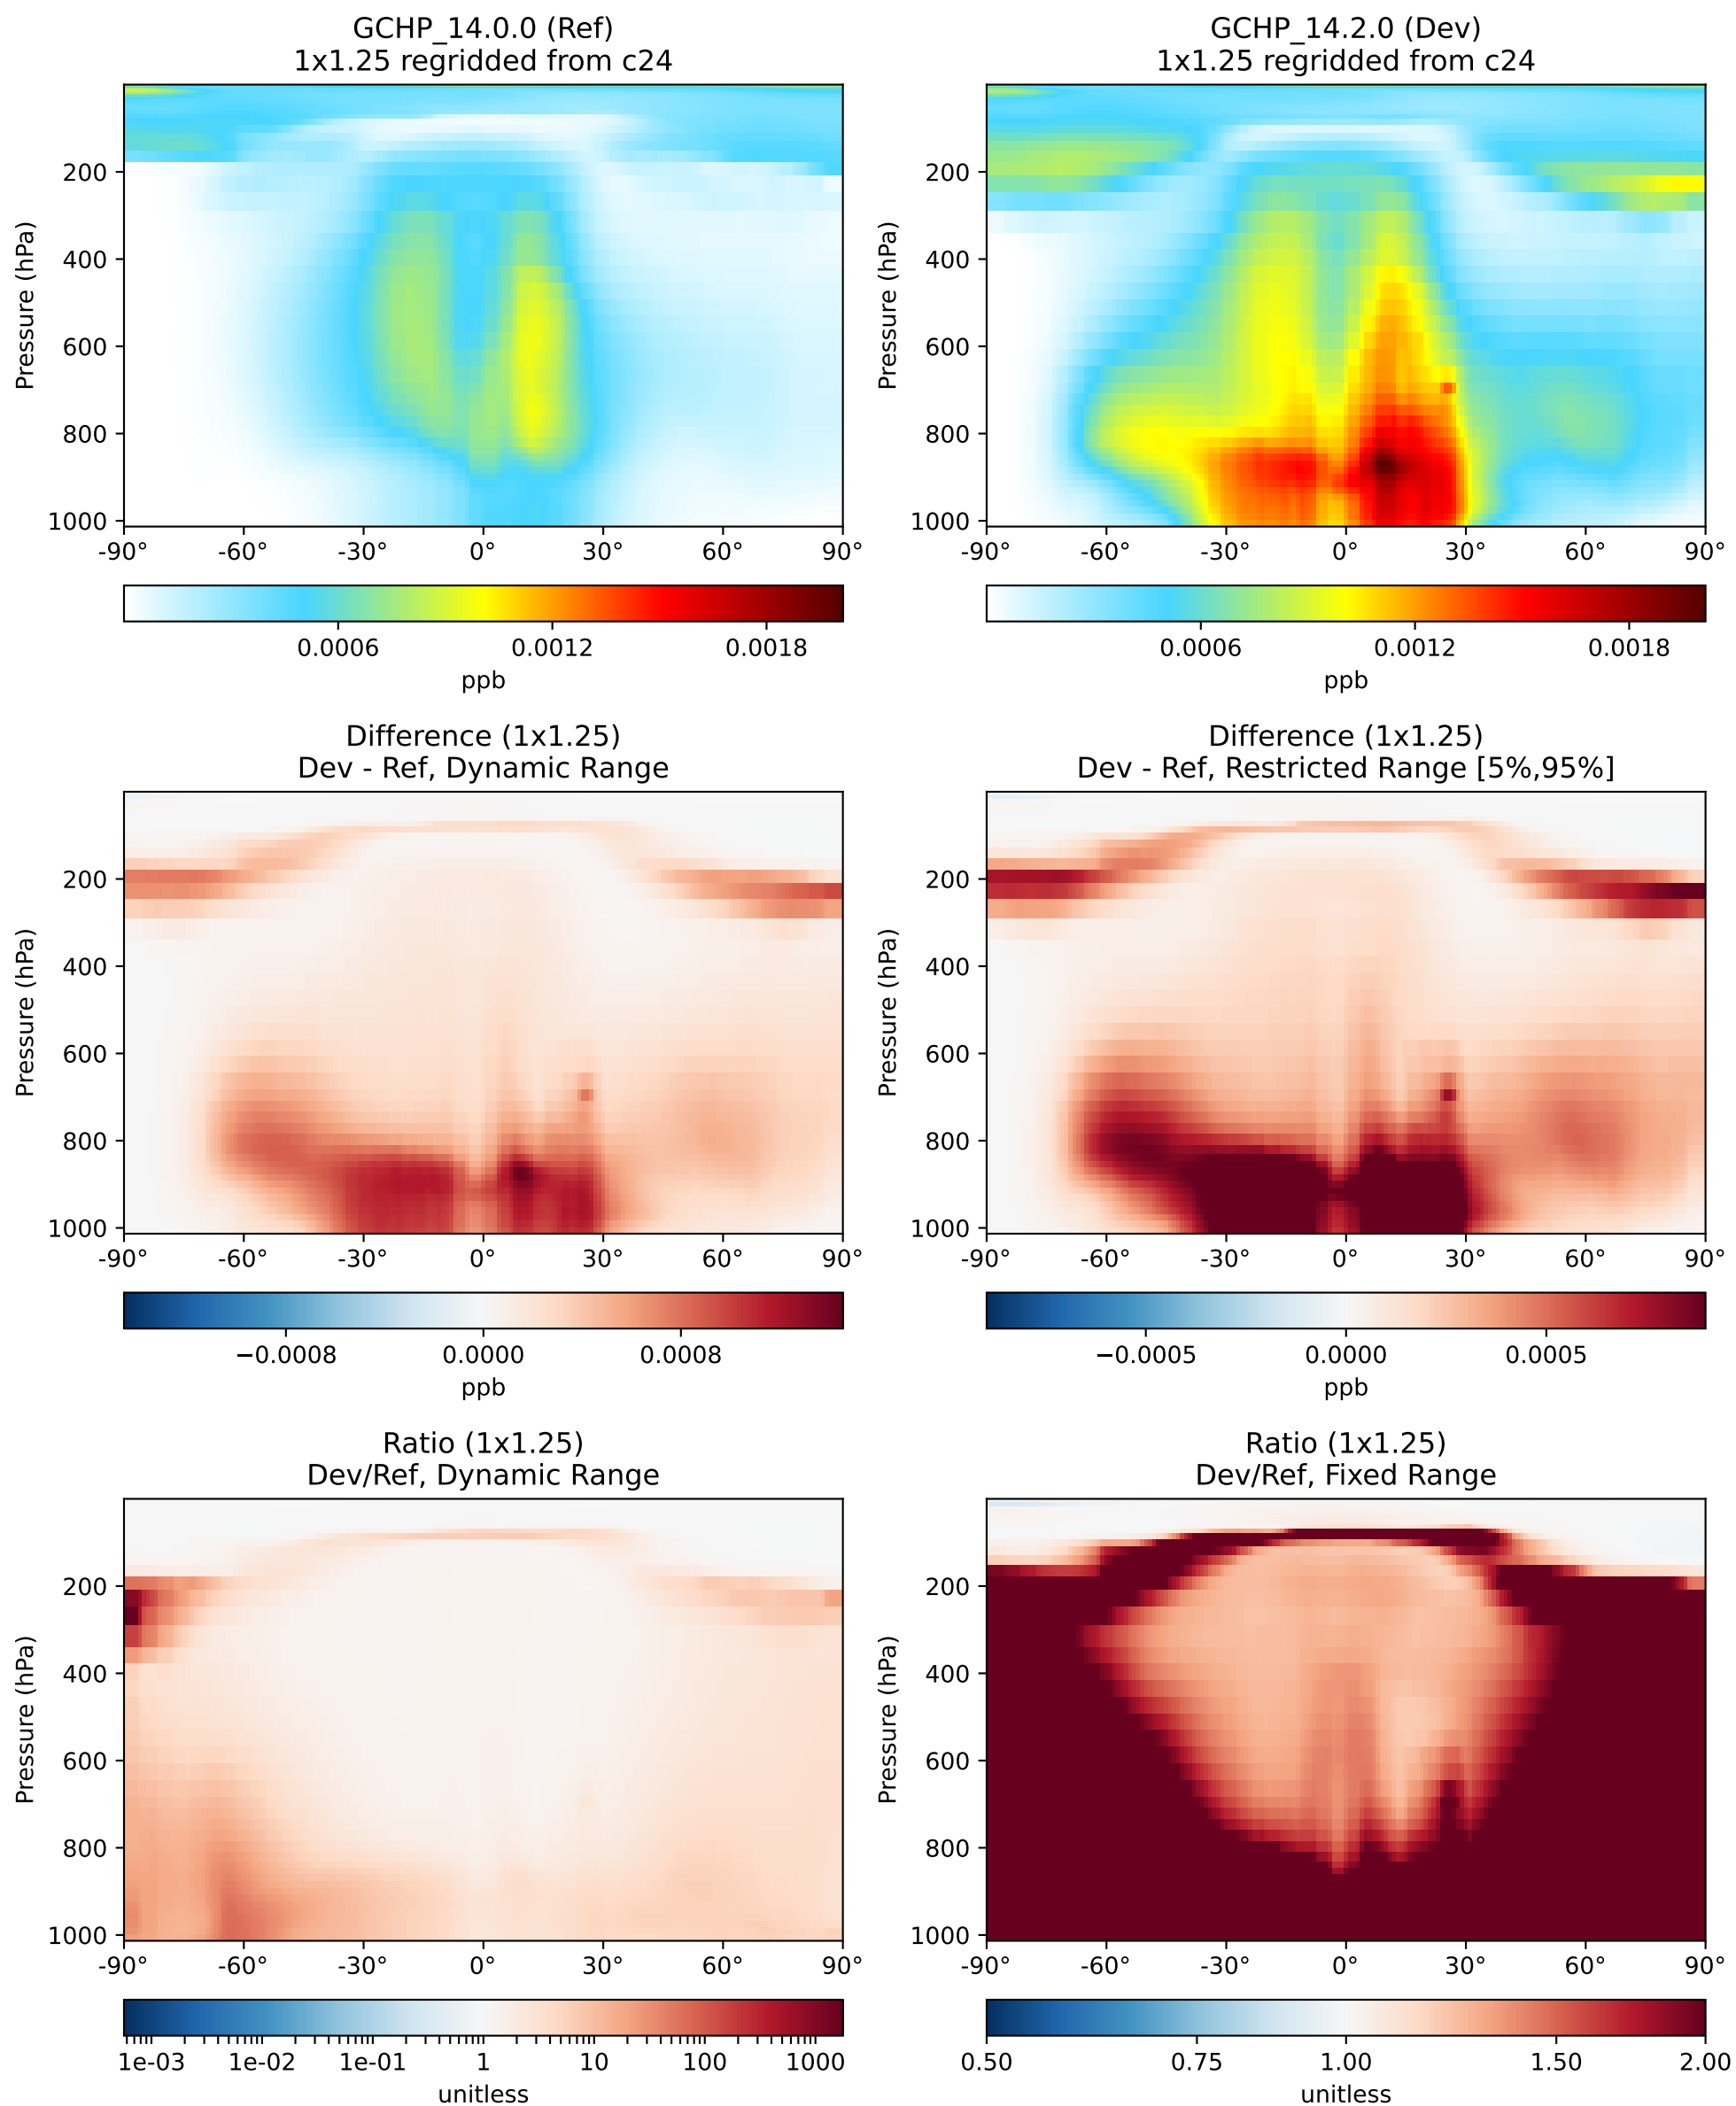 GCHP_14.0.0 (Ref)
1x1.25 regridded from c24
GCHP_14.2.0 (Dev)
1x1.25 regridded from c24
Pressure (hPa)
200
400
600
800
1000
-90° -60° -30° 0° 30° 60° 90°
0.0006 0.0012 0.0018
ppb
Pressure (hPa)
200
400
600
800
1000
-90° -60° -30° 0° 30° 60° 90°
0.0006 0.0012 0.0018
ppb
Difference (1x1.25)
Dev - Ref, Dynamic Range
Difference (1x1.25)
Dev - Ref, Restricted Range [5%,95%]
Pressure (hPa)
200
400
600
800
1000
-90° -60° -30° 0° 30° 60° 90°
−0.0008 0.0000 0.0008
ppb
Pressure (hPa)
200
400
600
800
1000
-90° -60° -30° 0° 30° 60° 90°
−0.0005 0.0000 0.0005
ppb
Ratio (1x1.25)
Dev/Ref, Dynamic Range
Ratio (1x1.25)
Dev/Ref, Fixed Range
Pressure (hPa)
200
400
600
800
1000
-90° -60° -30° 0° 30° 60° 90°
1e-03 1e-02 1e-01 1 10 100 1000
unitless
Pressure (hPa)
200
400
600
800
1000
-90° -60° -30° 0° 30° 60° 90°
0.50 0.75 1.00 1.50 2.00
unitless